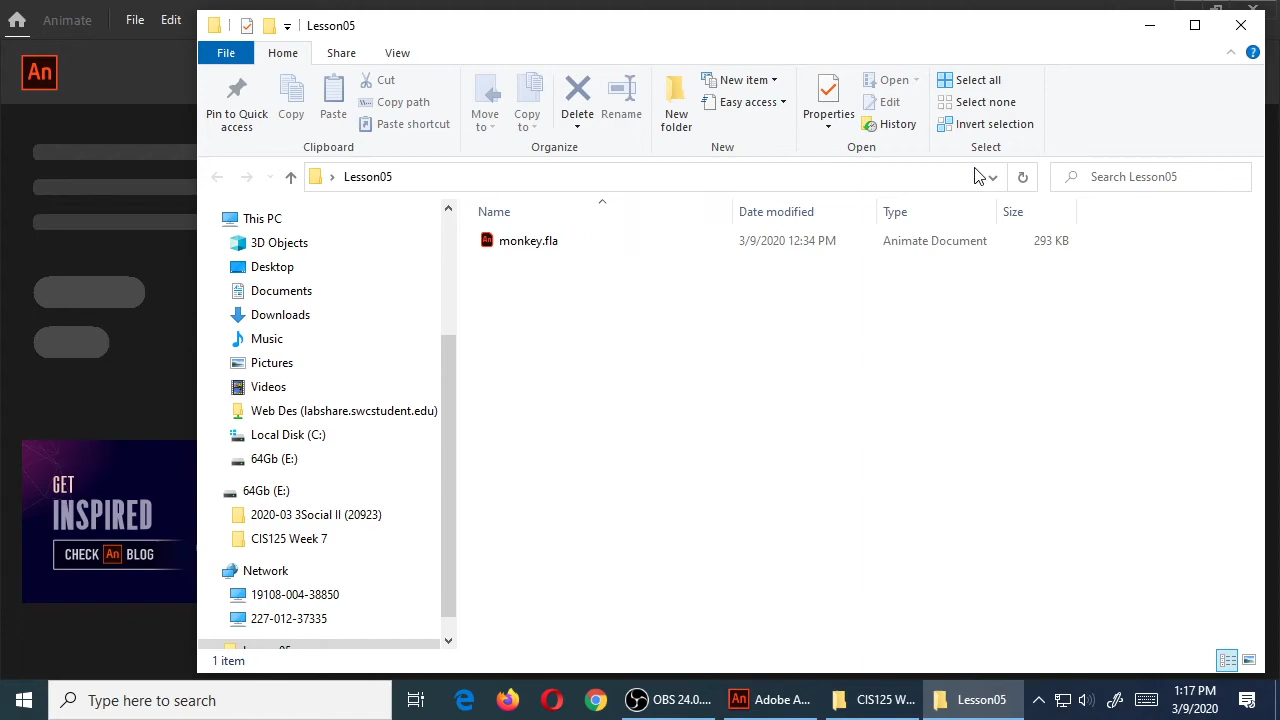 Animate
File
Edit
An
GET
INSPIRED
CHECK An BLOG
Lesson05
File
Home
Share
View
?
Pin to Quick access
Copy
Paste
Cut
Copy path
Paste shortcut
Clipboard
Move to
Copy to
Delete
Rename
Organize
New folder
New item
Easy access
New
Properties
Open
Edit
History
Open
Select all
Select none
Invert selection
Select
Lesson05
Search Lesson05
This PC
3D Objects
Desktop
Documents
Downloads
Music
Pictures
Videos
Web Des (labshare.swcstudent.edu)
Local Disk (C:)
64Gb (E:)
64Gb (E:)
2020-03 3Social II (20923)
CIS125 Week 7
Network
19108-004-38850
227-012-37335
Name
Date modified
Type
Size
An monkey.fla
3/9/2020 12:34 PM
Animate Document
293 KB
1 item
Type here to search
OBS 24.0....
An Adobe A...
CIS125 W...
Lesson05
1:17 PM
3/9/2020